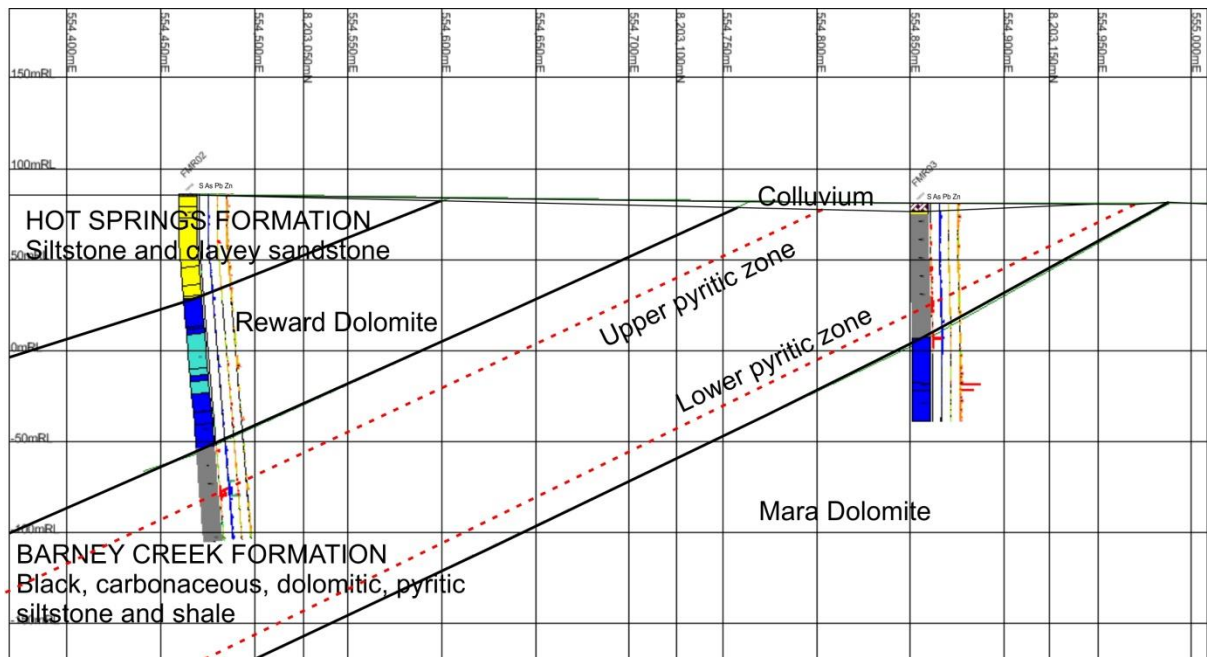 554,400mE
554,450mE
554,500mE
8,203,050mN
554,550mE
554,600mE
554,650mE
554,700mE
8,203,100mN
554,750mE
554,800mE
554,850mE
554,900mE
8,203,150mN
554,950mE
555,000mE
150mRL
100mRL
FMR02
S As Pb Zn
FMR03
S As Pb Zn
Colluvium
HOT SPRINGS FORMATION
Siltstone and clayey sandstone
50mRL
Upper pyritic zone
Reward Dolomite
0mRL
Lower pyritic zone
-50mRL
Mara Dolomite
-100mRL
BARNEY CREEK FORMATION
Black, carbonaceous, dolomitic, pyritic
siltstone and shale
-150mRL